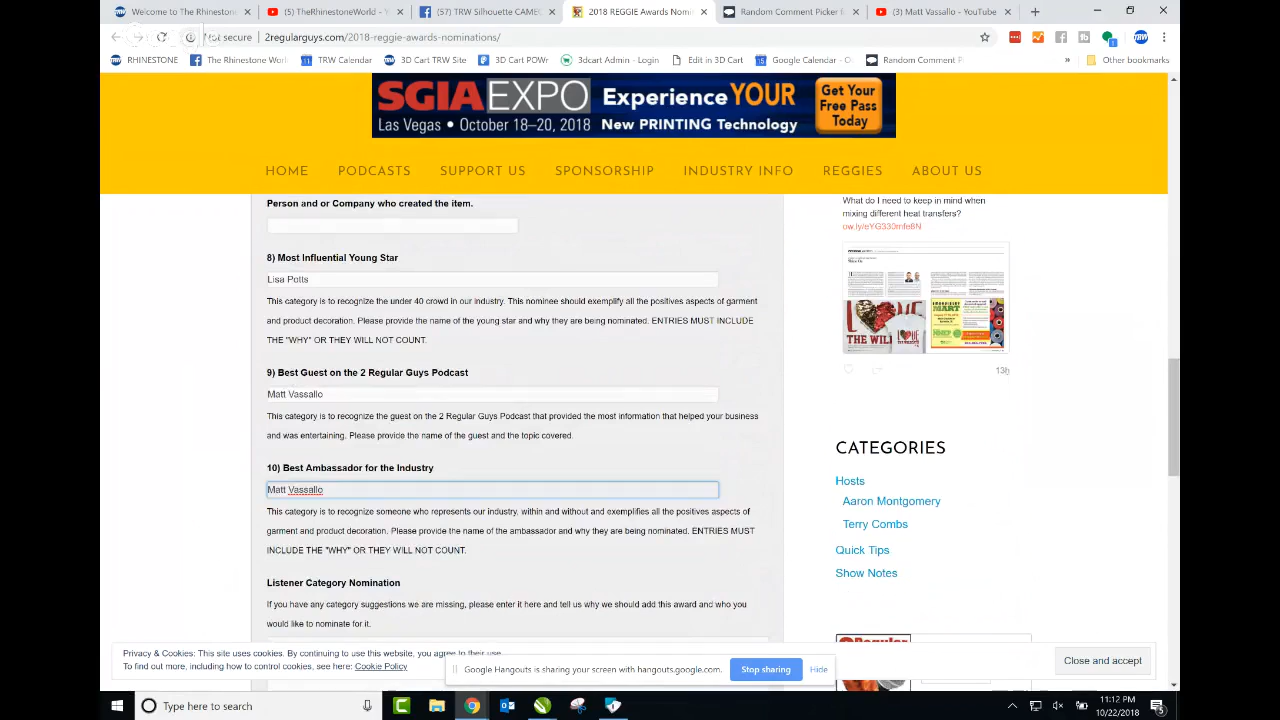 Welcome to The Rhinestone
(5) TheRhinestoneWorld - Y
(57) TRW Silhouette CAMEO
2018 REGGIE Awards Nomi
Random Comment Picker fo
(3) Matt Vassallo - YouTube
Not secure | 2regularguys.com/2018-reggie-awards-nominations/
RHINESTONE
The Rhinestone World
TRW Calendar
3D Cart TRW Site
3D Cart POWr
3dcart Admin - Login
Edit in 3D Cart
Google Calendar - O
Random Comment Pi
»
Other bookmarks
SGIA EXPO Experience YOUR
Las Vegas • October 18–20, 2018 New PRINTING Technology
Get Your
Free Pass
Today
HOME PODCASTS SUPPORT US SPONSORSHIP INDUSTRY INFO REGGIES ABOUT US
Person and or Company who created the item.
8) Most Influential Young Star
Lisa Potts
This category is to recognize the under 40 crowd in our industry. This nominee should exemplify all the positives aspects of garment
and product decoration. Please provide name of the young star and why they are being nominated. ENTRIES MUST INCLUDE
THE "WHY" OR THEY WILL NOT COUNT.
9) Best Guest on the 2 Regular Guys Podcast
Matt Vassallo
This category is to recognize the guest on the 2 Regular Guys Podcast that provided the most information that helped your business
and was entertaining. Please provide the name of the guest and the topic covered.
10) Best Ambassador for the Industry
Matt Vassallo
This category is to recognize someone who represents our industry, within and without and exemplifies all the positives aspects of
garment and product decoration. Please provide the name of the ambassador and why they are being nominated. ENTRIES MUST
INCLUDE THE "WHY" OR THEY WILL NOT COUNT.
Listener Category Nomination
If you have any category suggestions we are missing, please enter it here and tell us why we should add this award and who you
would like to nominate for it.
What do I need to keep in mind when
mixing different heat transfers?
ow.ly/eYG330mfe8N
13h
CATEGORIES
Hosts
Aaron Montgomery
Terry Combs
Quick Tips
Show Notes
Privacy & Cookies: This site uses cookies. By continuing to use this website, you agree to their use.
To find out more, including how to control cookies, see here: Cookie Policy
Close and accept
Google Hangouts is sharing your screen with hangouts.google.com.
Stop sharing
Hide
Type here to search
11:12 PM
10/22/2018
5